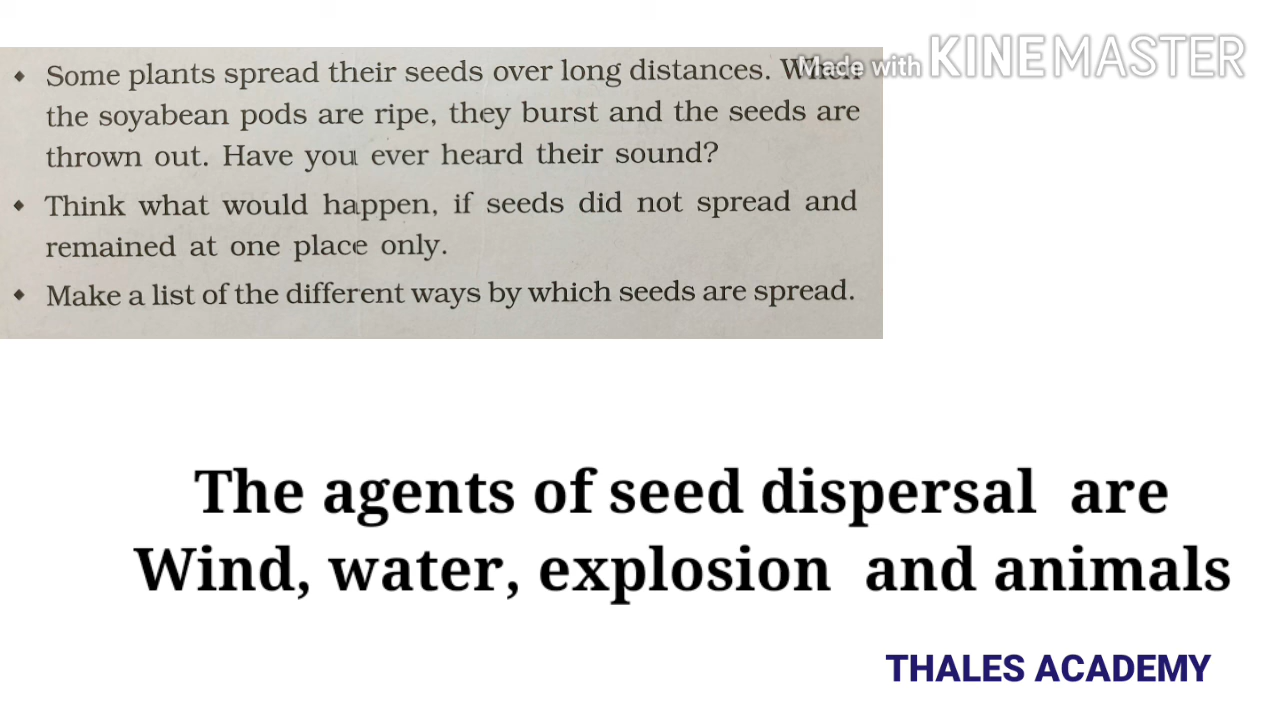 Made with KINEMASTER
• Some plants spread their seeds over long distances. When
the soyabean pods are ripe, they burst and the seeds are
thrown out. Have you ever heard their sound?
• Think what would happen, if seeds did not spread and
remained at one place only.
• Make a list of the different ways by which seeds are spread.
The agents of seed dispersal are
Wind, water, explosion and animals
THALES ACADEMY